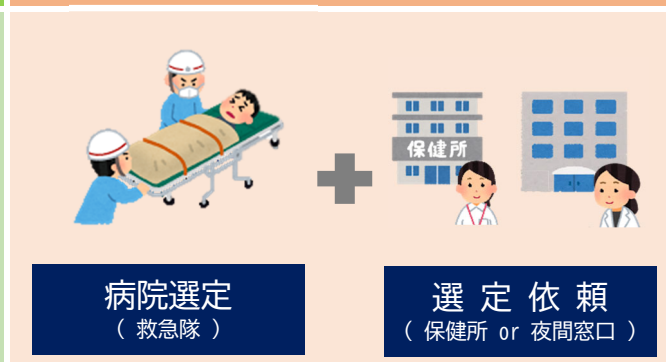 保健所
病院選定
( 救急隊 )
選 定 依 頼
( 保健所 or 夜間窓口 )